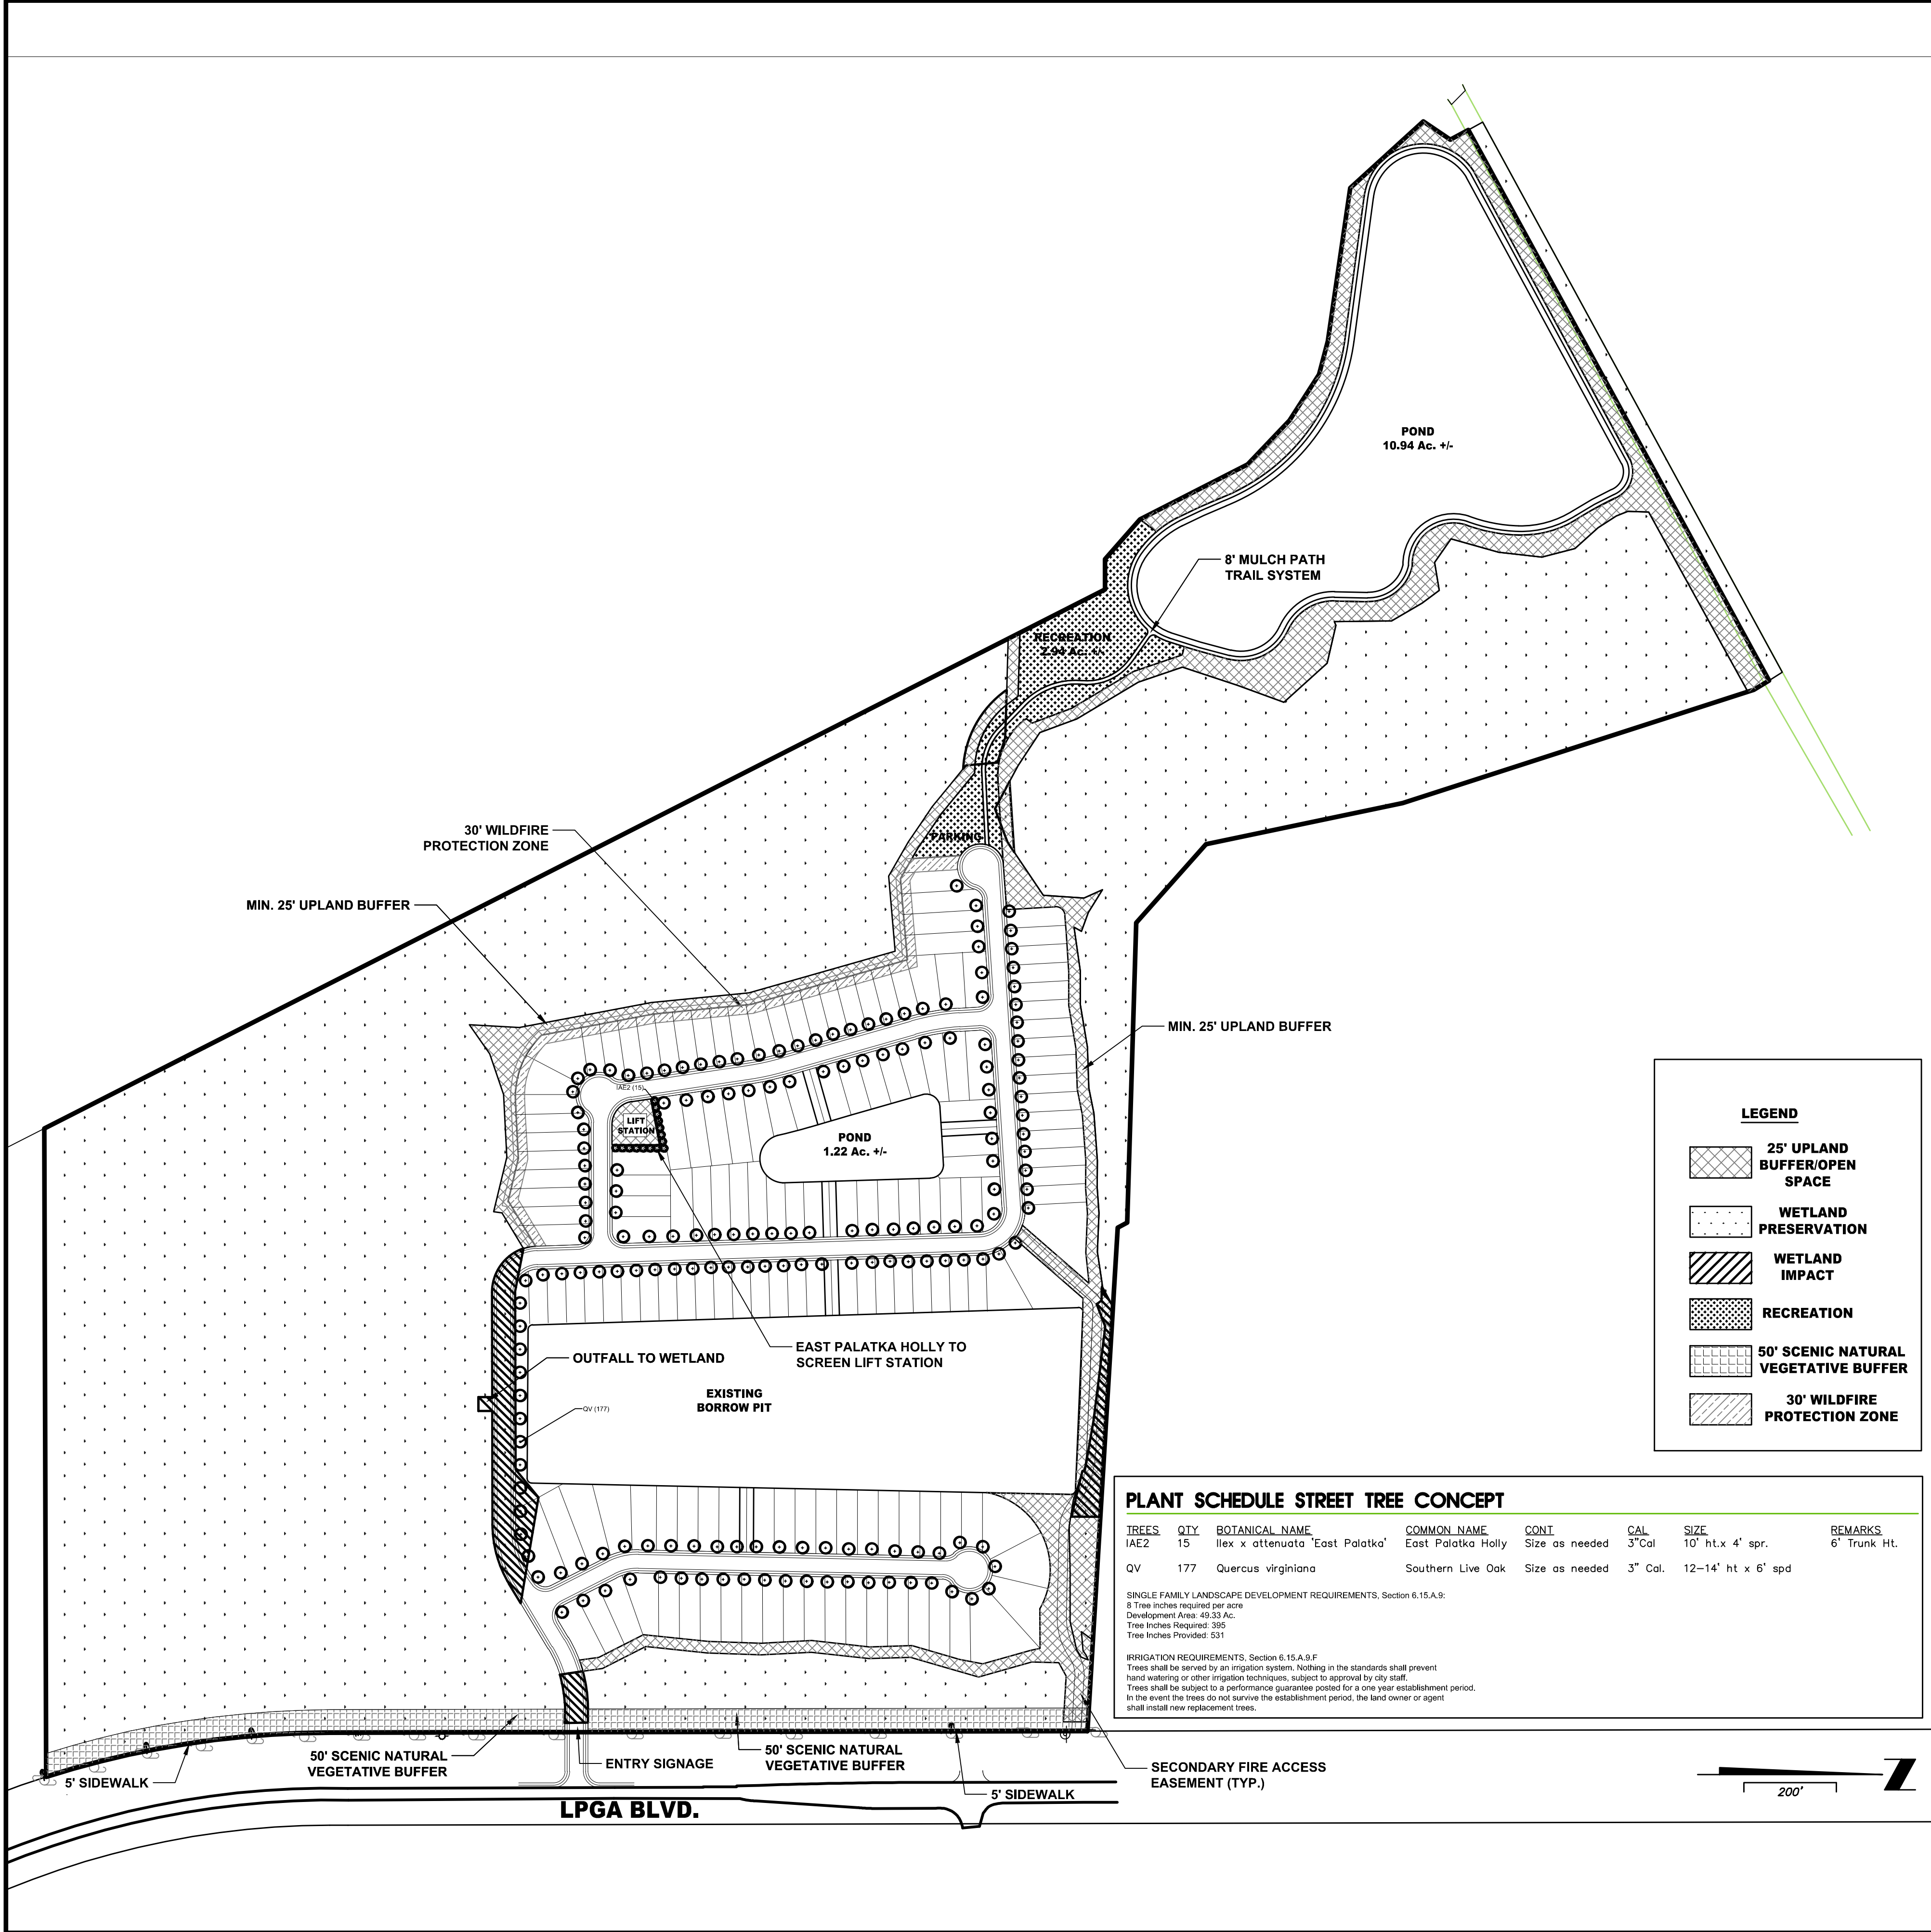 POND
10.94 Ac. +/-
8' MULCH PATH
TRAIL SYSTEM
RECREATION
2.94 Ac. +/-
PARKING
30' WILDFIRE
PROTECTION ZONE
MIN. 25' UPLAND BUFFER
MIN. 25' UPLAND BUFFER
IAE2 (15)
LIFT
STATION
POND
1.22 Ac. +/-
EAST PALATKA HOLLY TO
SCREEN LIFT STATION
OUTFALL TO WETLAND
EXISTING
BORROW PIT
QV (177)
LEGEND
25' UPLAND
BUFFER/OPEN
SPACE
WETLAND
PRESERVATION
WETLAND
IMPACT
RECREATION
50' SCENIC NATURAL
VEGETATIVE BUFFER
30' WILDFIRE
PROTECTION ZONE
PLANT SCHEDULE STREET TREE CONCEPT
TREES QTY BOTANICAL NAME COMMON NAME CONT CAL SIZE REMARKS
IAE2 15 Ilex x attenuata 'East Palatka' East Palatka Holly Size as needed 3"Cal 10' ht.x 4' spr. 6' Trunk Ht.
QV 177 Quercus virginiana Southern Live Oak Size as needed 3" Cal. 12-14' ht x 6' spd
SINGLE FAMILY LANDSCAPE DEVELOPMENT REQUIREMENTS, Section 6.15.A.9:
8 Tree inches required per acre
Development Area: 49.33 Ac.
Tree Inches Required: 395
Tree Inches Provided: 531
IRRIGATION REQUIREMENTS, Section 6.15.A.9.F
Trees shall be served by an irrigation system. Nothing in the standards shall prevent
hand watering or other irrigation techniques, subject to approval by city staff.
Trees shall be subject to a performance guarantee posted for a one year establishment period.
In the event the trees do not survive the establishment period, the land owner or agent
shall install new replacement trees.
50' SCENIC NATURAL
VEGETATIVE BUFFER
5' SIDEWALK
ENTRY SIGNAGE
50' SCENIC NATURAL
VEGETATIVE BUFFER
5' SIDEWALK
SECONDARY FIRE ACCESS
EASEMENT (TYP.)
LPGA BLVD.
200'
Z